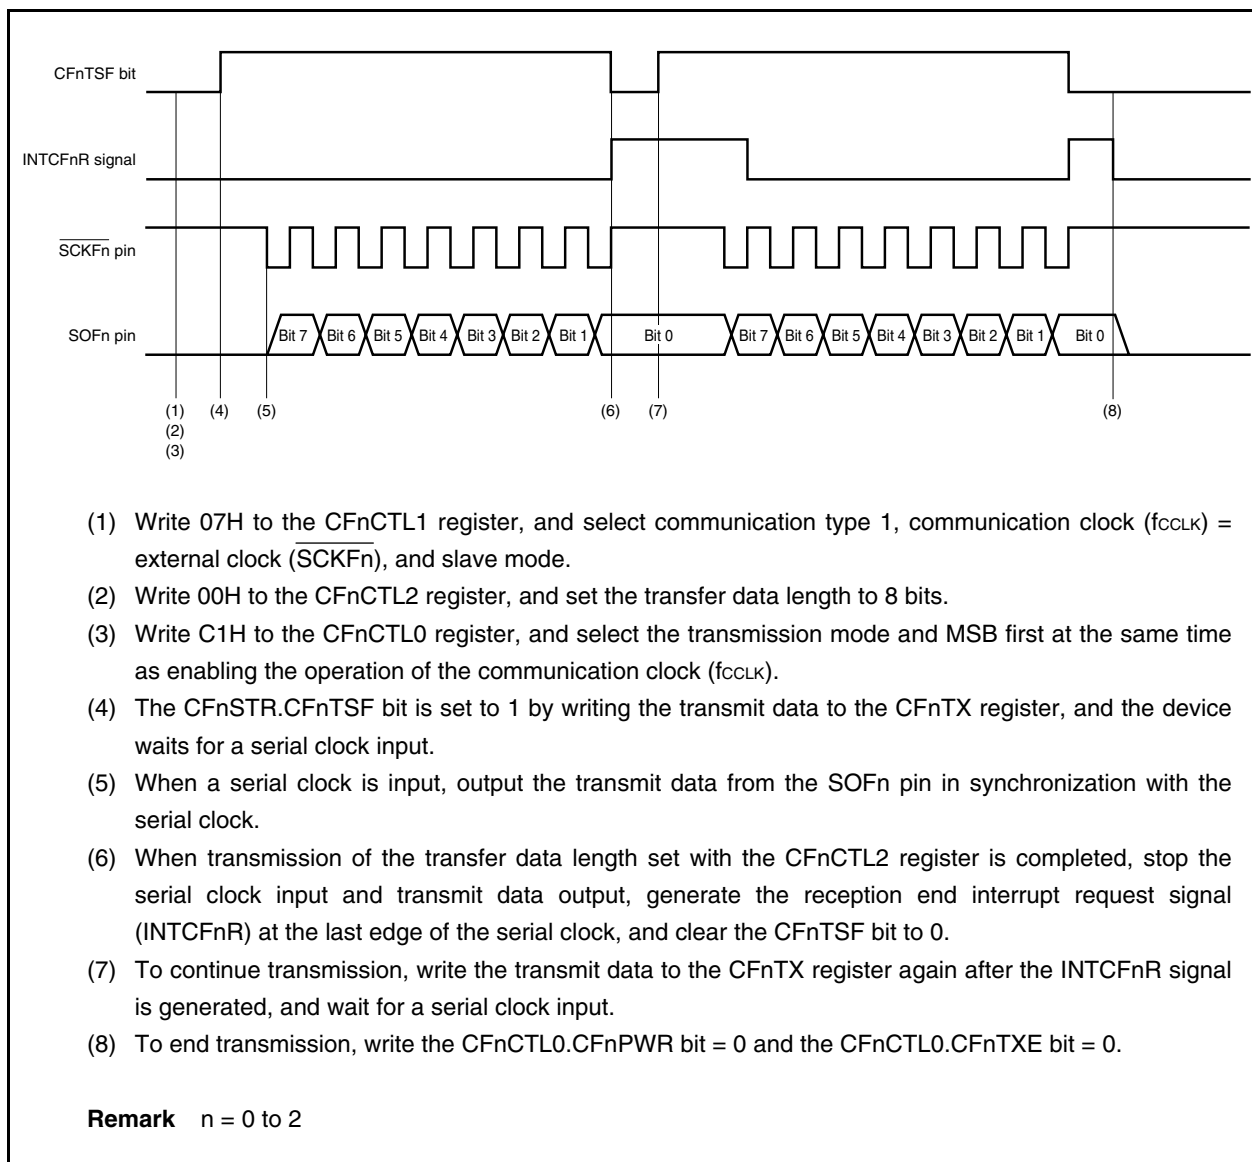 CFnTSF bit
INTCFnR signal
SCKFn pin
SOFn pin
Bit 7 Bit 6 Bit 5 Bit 4 Bit 3 Bit 2 Bit 1 Bit 0 Bit 7 Bit 6 Bit 5 Bit 4 Bit 3 Bit 2 Bit 1 Bit 0
(1) (4) (5) (6) (7) (8)
(2)
(3)
(1) Write 07H to the CFnCTL1 register, and select communication type 1, communication clock (fCCLK) =
external clock (SCKFn), and slave mode.
(2) Write 00H to the CFnCTL2 register, and set the transfer data length to 8 bits.
(3) Write C1H to the CFnCTL0 register, and select the transmission mode and MSB first at the same time
as enabling the operation of the communication clock (fCCLK).
(4) The CFnSTR.CFnTSF bit is set to 1 by writing the transmit data to the CFnTX register, and the device
waits for a serial clock input.
(5) When a serial clock is input, output the transmit data from the SOFn pin in synchronization with the
serial clock.
(6) When transmission of the transfer data length set with the CFnCTL2 register is completed, stop the
serial clock input and transmit data output, generate the reception end interrupt request signal
(INTCFnR) at the last edge of the serial clock, and clear the CFnTSF bit to 0.
(7) To continue transmission, write the transmit data to the CFnTX register again after the INTCFnR signal
is generated, and wait for a serial clock input.
(8) To end transmission, write the CFnCTL0.CFnPWR bit = 0 and the CFnCTL0.CFnTXE bit = 0.
Remark n = 0 to 2